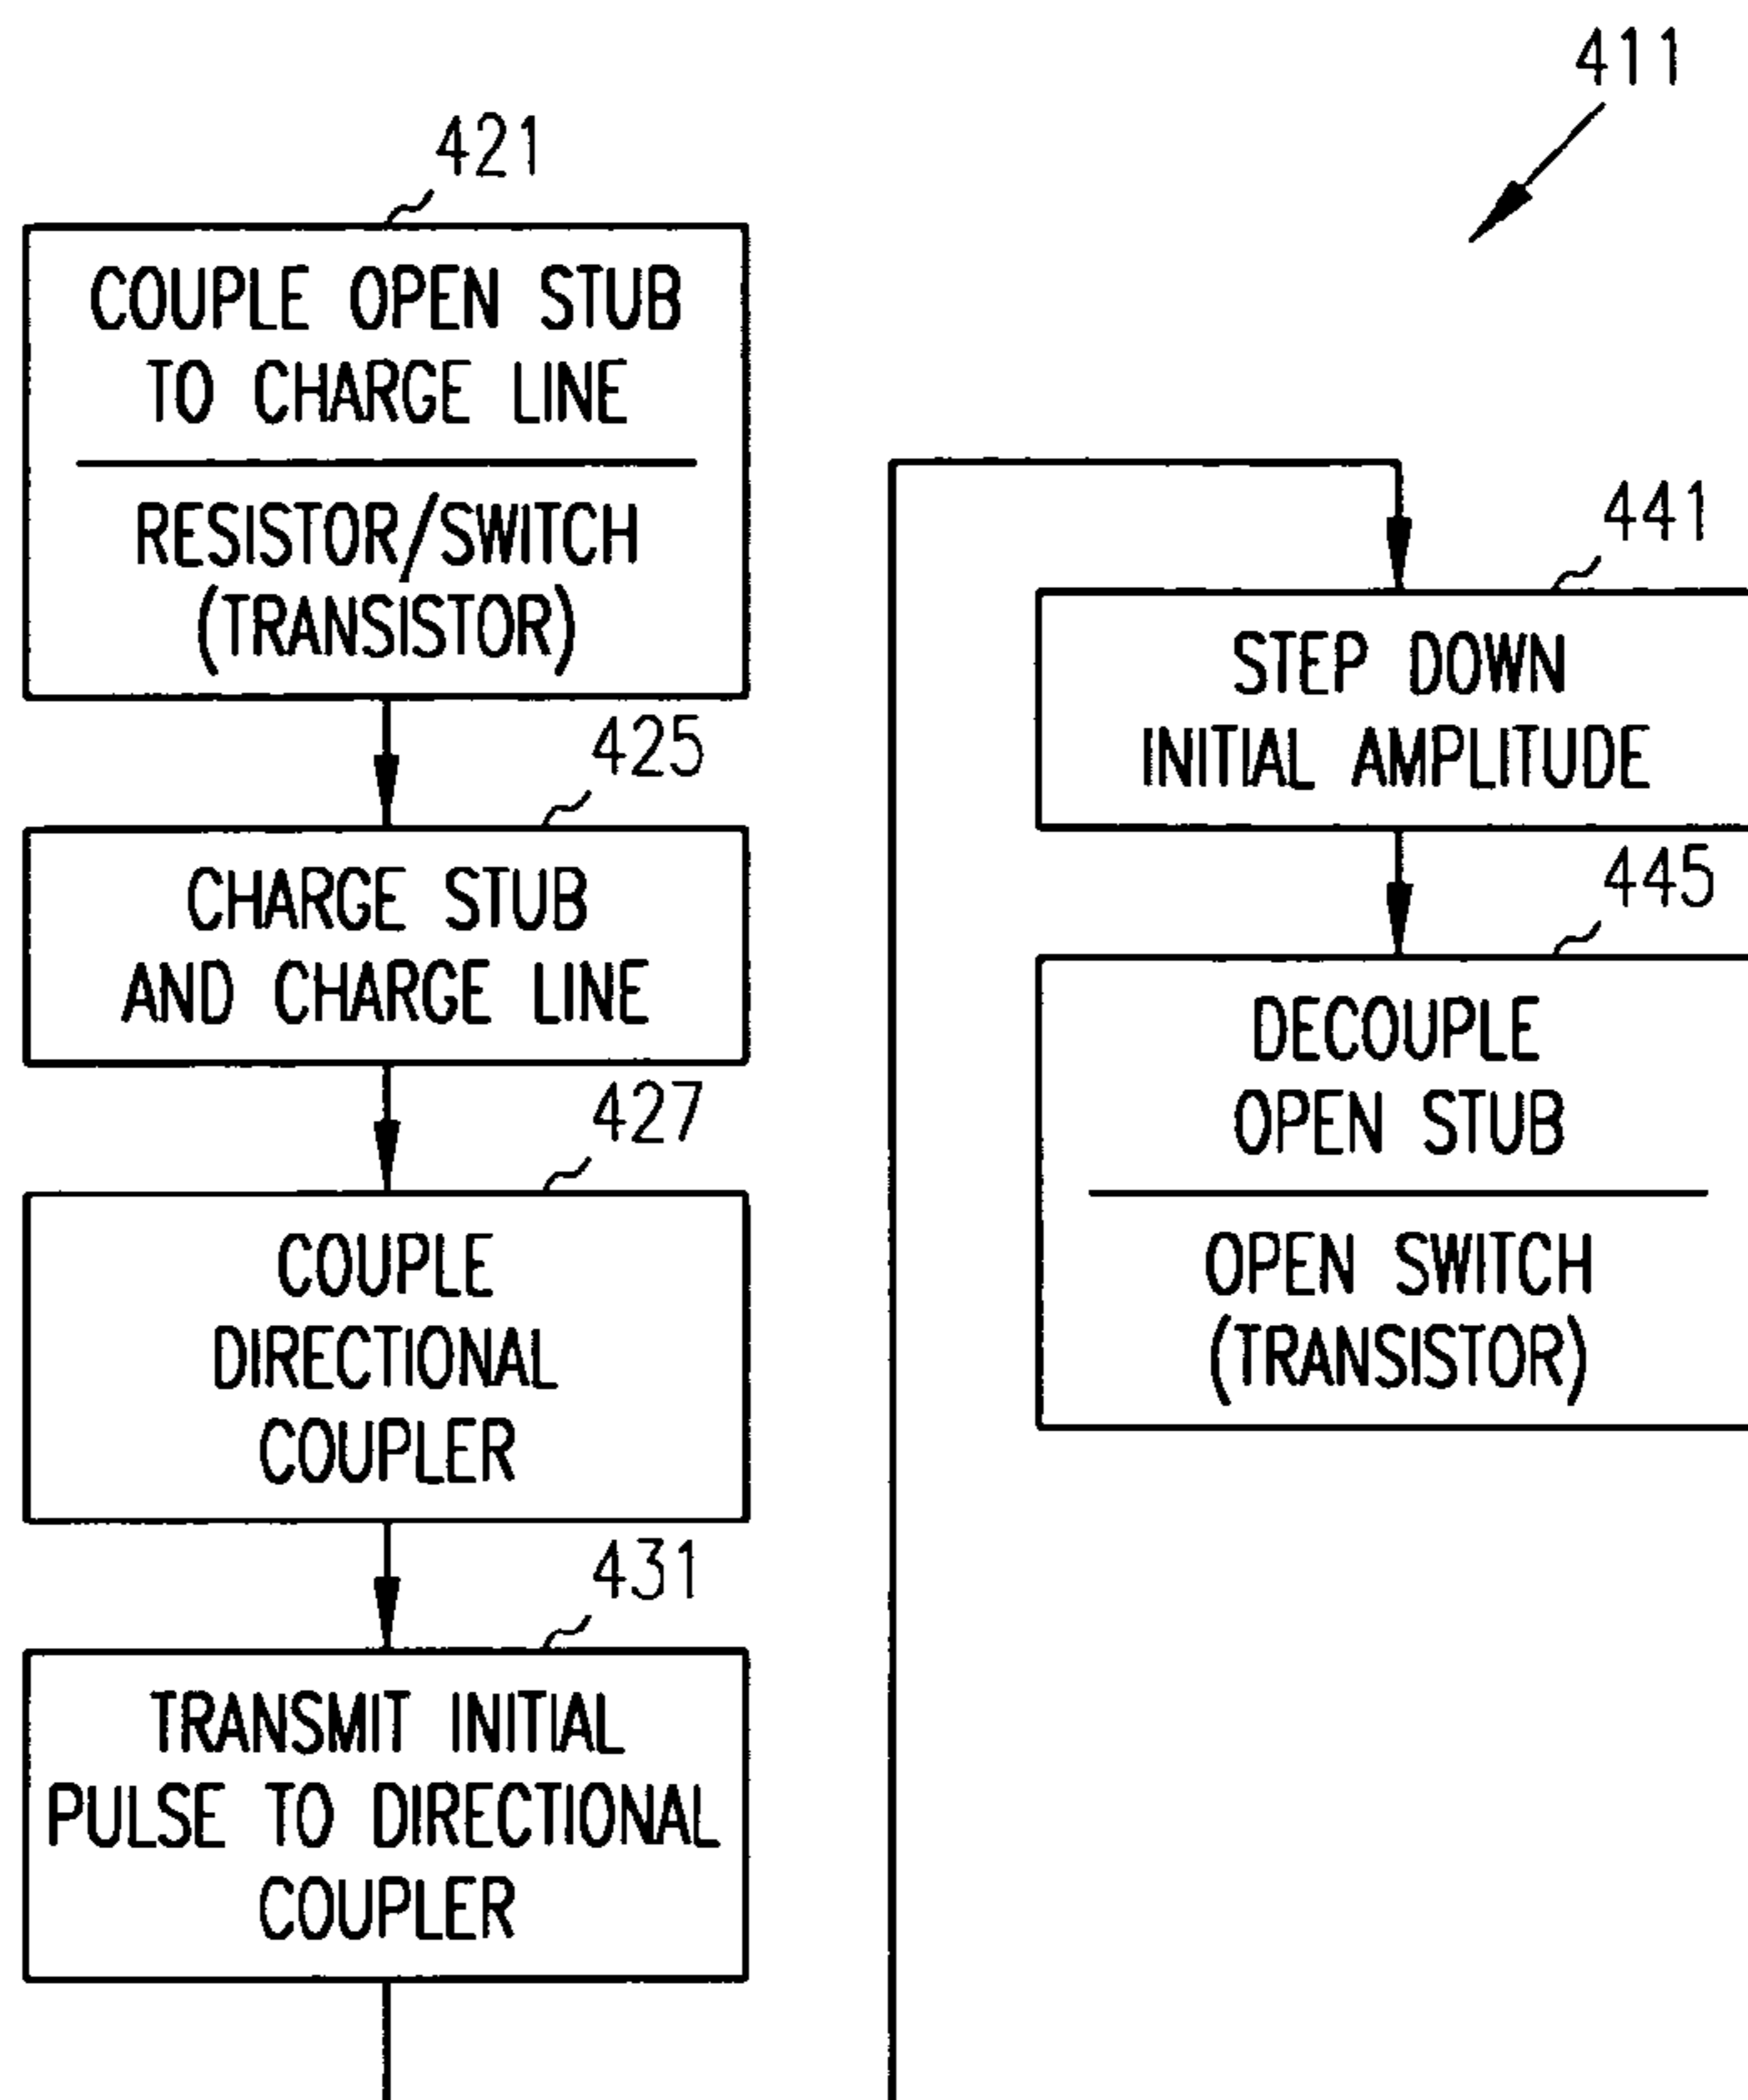 411
421
COUPLE OPEN STUB
TO CHARGE LINE
RESISTOR/SWITCH
(TRANSISTOR)
425
CHARGE STUB
AND CHARGE LINE
427
COUPLE
DIRECTIONAL
COUPLER
431
TRANSMIT INITIAL
PULSE TO DIRECTIONAL
COUPLER
441
STEP DOWN
INITIAL AMPLITUDE
445
DECOUPLE
OPEN STUB
OPEN SWITCH
(TRANSISTOR)